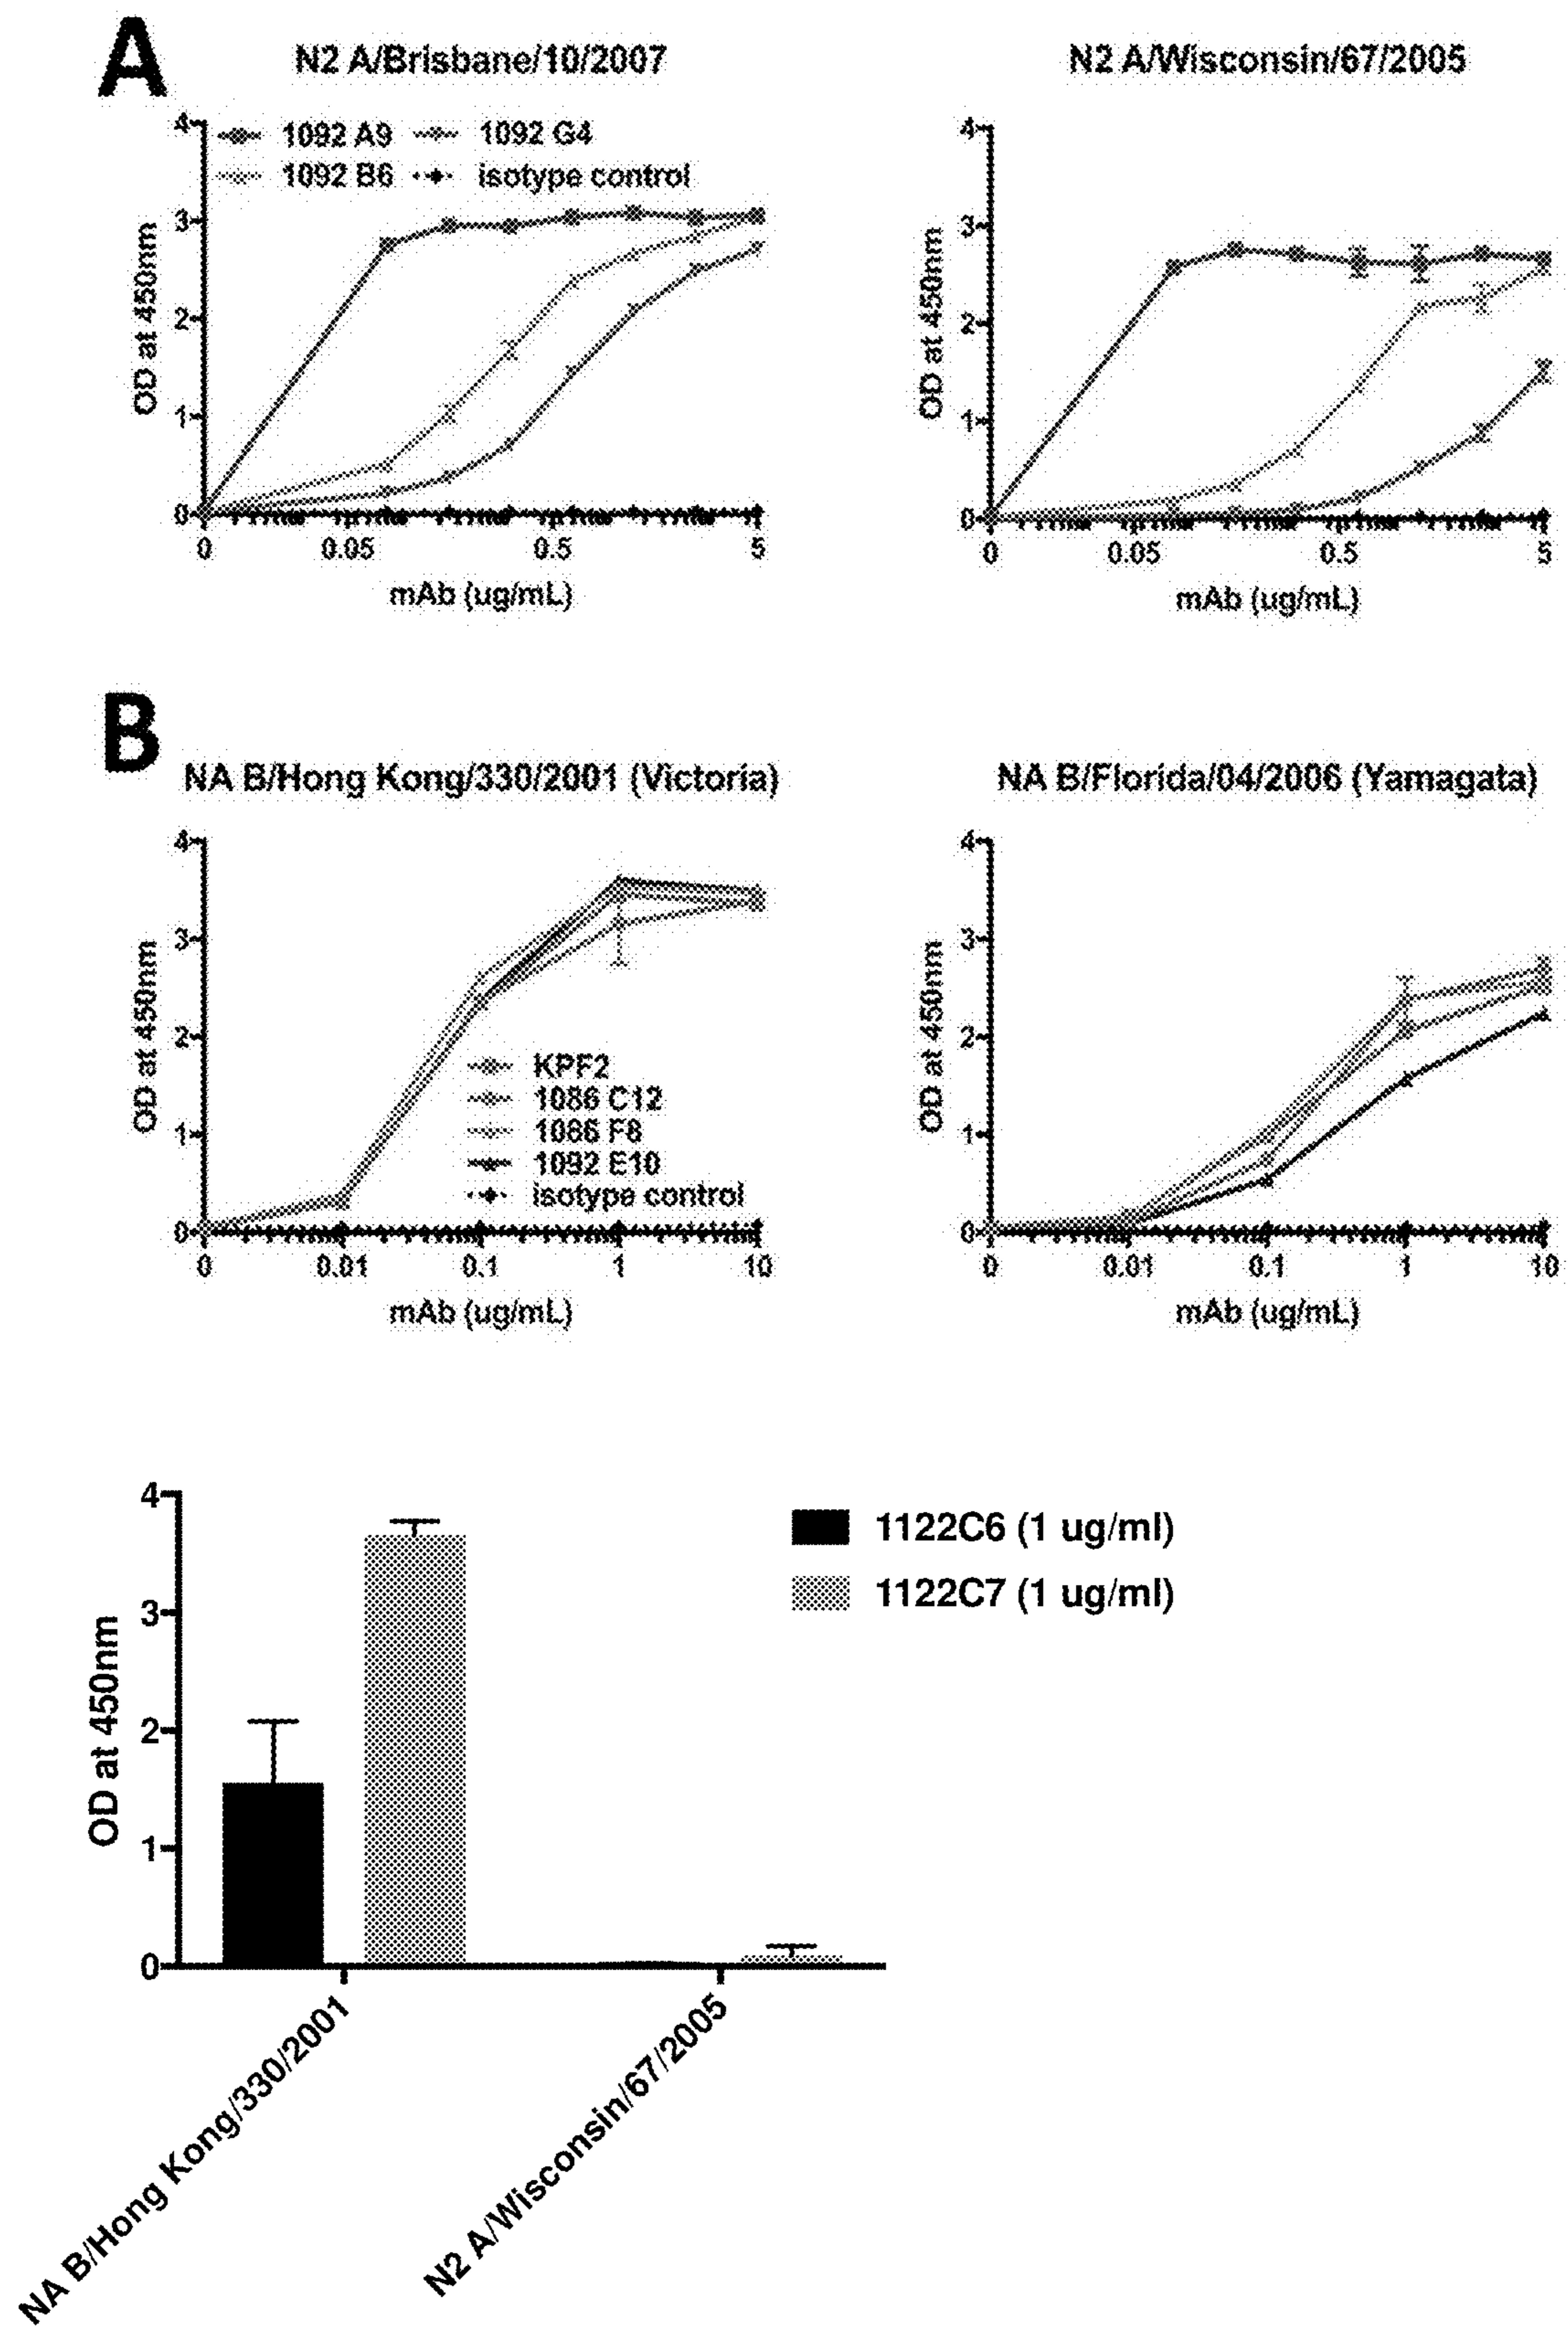 A
N2 A/Brisbane/10/2007
N2 A/Wisconsin/67/2005
4
3
2
1
0
OD at 450nm
1092 A9
1092 G4
1092 B6
isotype control
0
0.05
0.5
5
mAb (ug/mL)
4
3
2
1
0
OD at 450nm
0
0.05
0.5
5
mAb (ug/mL)
B
NA B/Hong Kong/330/2001 (Victoria)
NA B/Florida/04/2006 (Yamagata)
4
3
2
1
0
OD at 450nm
KPF2
1086 C12
1086 F8
1092 E10
isotype control
0
0.01
0.1
1
10
mAb (ug/mL)
4
3
2
1
0
OD at 450nm
0
0.01
0.1
1
10
mAb (ug/mL)
4
3
2
1
0
OD at 450nm
1122C6 (1 ug/ml)
1122C7 (1 ug/ml)
NA B/Hong Kong/330/2001
N2 A/Wisconsin/67/2005